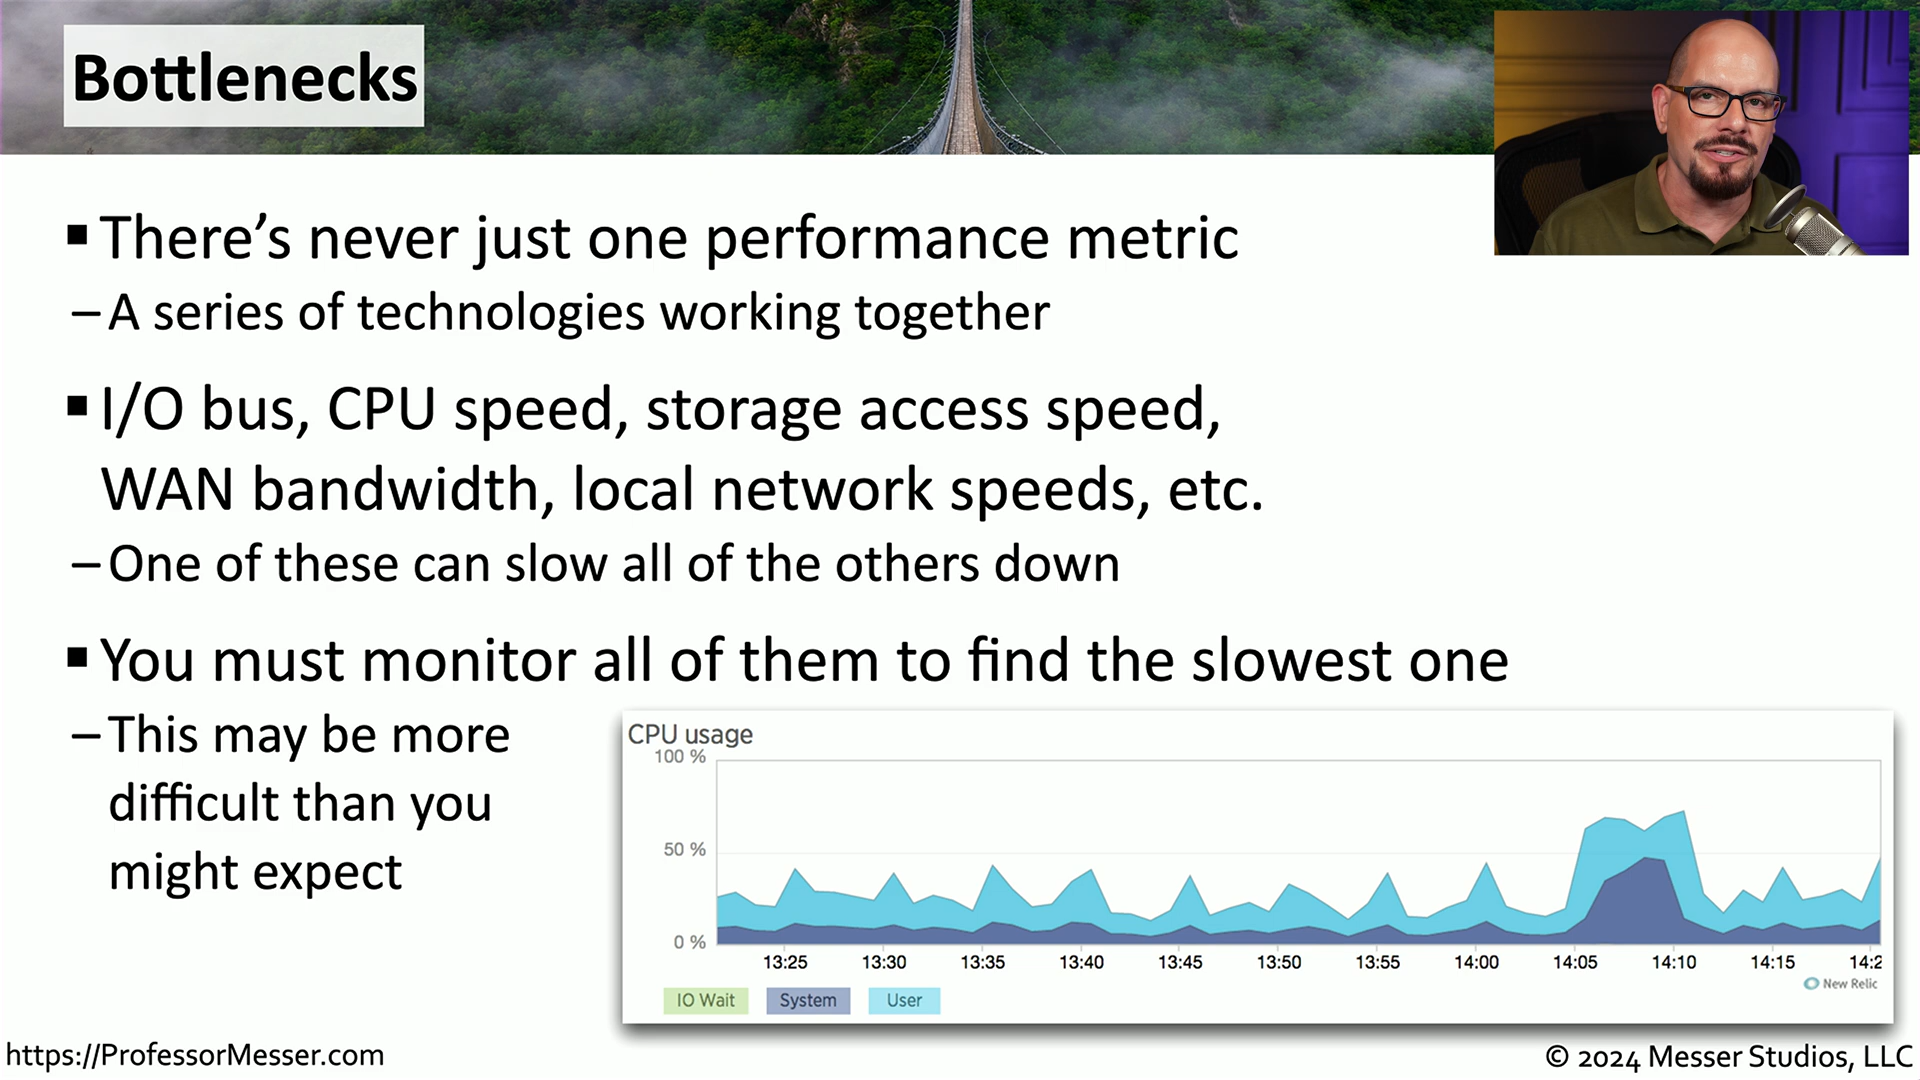 Bottlenecks
▪ There’s never just one performance metric
– A series of technologies working together
▪ I/O bus, CPU speed, storage access speed,
WAN bandwidth, local network speeds, etc.
– One of these can slow all of the others down
▪ You must monitor all of them to find the slowest one
– This may be more
difficult than you
might expect
CPU usage
100 %
50 %
0 %
13:25 13:30 13:35 13:40 13:45 13:50 13:55 14:00 14:05 14:10 14:15 14:2
New Relic
IO Wait System User
https://ProfessorMesser.com
© 2024 Messer Studios, LLC